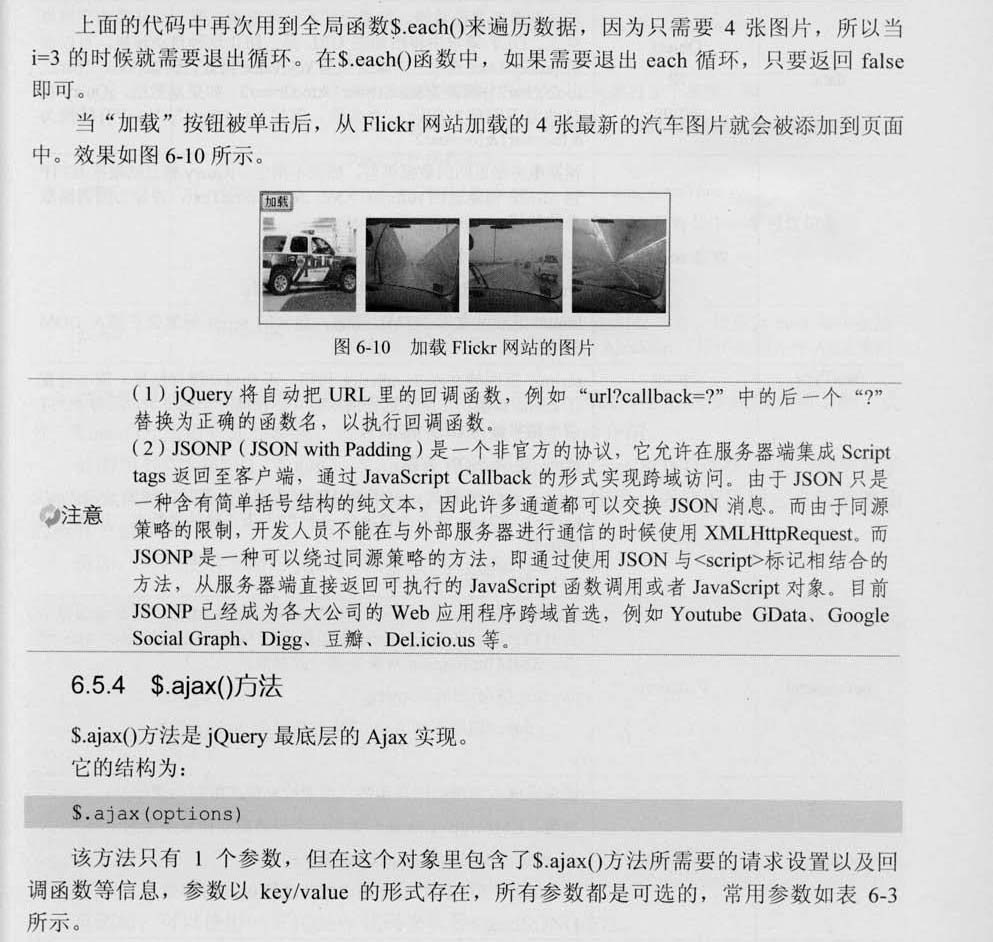 上面的代码中再次用到全局函数$.each()来遍历数据，因为只需要 4 张图片，所以当
i=3 的时候就需要退出循环。在$.each()函数中，如果需要退出 each 循环，只要返回 false
即可。
当“加载”按钮被单击后，从 Flickr 网站加载的 4 张最新的汽车图片就会被添加到页面
中。效果如图 6-10 所示。
加载
图 6-10 加载 Flickr 网站的图片
（1）jQuery 将自动把 URL 里的回调函数，例如“url?callback=?”中的后一个“?”
替换为正确的函数名，以执行回调函数。
（2）JSONP（JSON with Padding）是一个非官方的协议，它允许在服务器端集成 Script
tags 返回至客户端，通过 JavaScript Callback 的形式实现跨域访问。由于 JSON 只是
一种含有简单括号结构的纯文本，因此许多通道都可以交换 JSON 消息。而由于同源
注意
策略的限制，开发人员不能在与外部服务器进行通信的时候使用 XMLHttpRequest。而
JSONP 是一种可以绕过同源策略的方法，即通过使用 JSON 与<script>标记相结合的
方法，从服务器端直接返回可执行的 JavaScript 函数调用或者 JavaScript 对象。目前
JSONP 已经成为各大公司的 Web 应用程序跨域首选，例如 Youtube GData、Google
Social Graph、Digg、豆瓣、Del.icio.us 等。
6.5.4 $.ajax()方法
$.ajax()方法是 jQuery 最底层的 Ajax 实现。
它的结构为：
$.ajax(options)
该方法只有 1 个参数，但在这个对象里包含了$.ajax()方法所需要的请求设置以及回
调函数等信息，参数以 key/value 的形式存在，所有参数都是可选的，常用参数如表 6-3
所示。